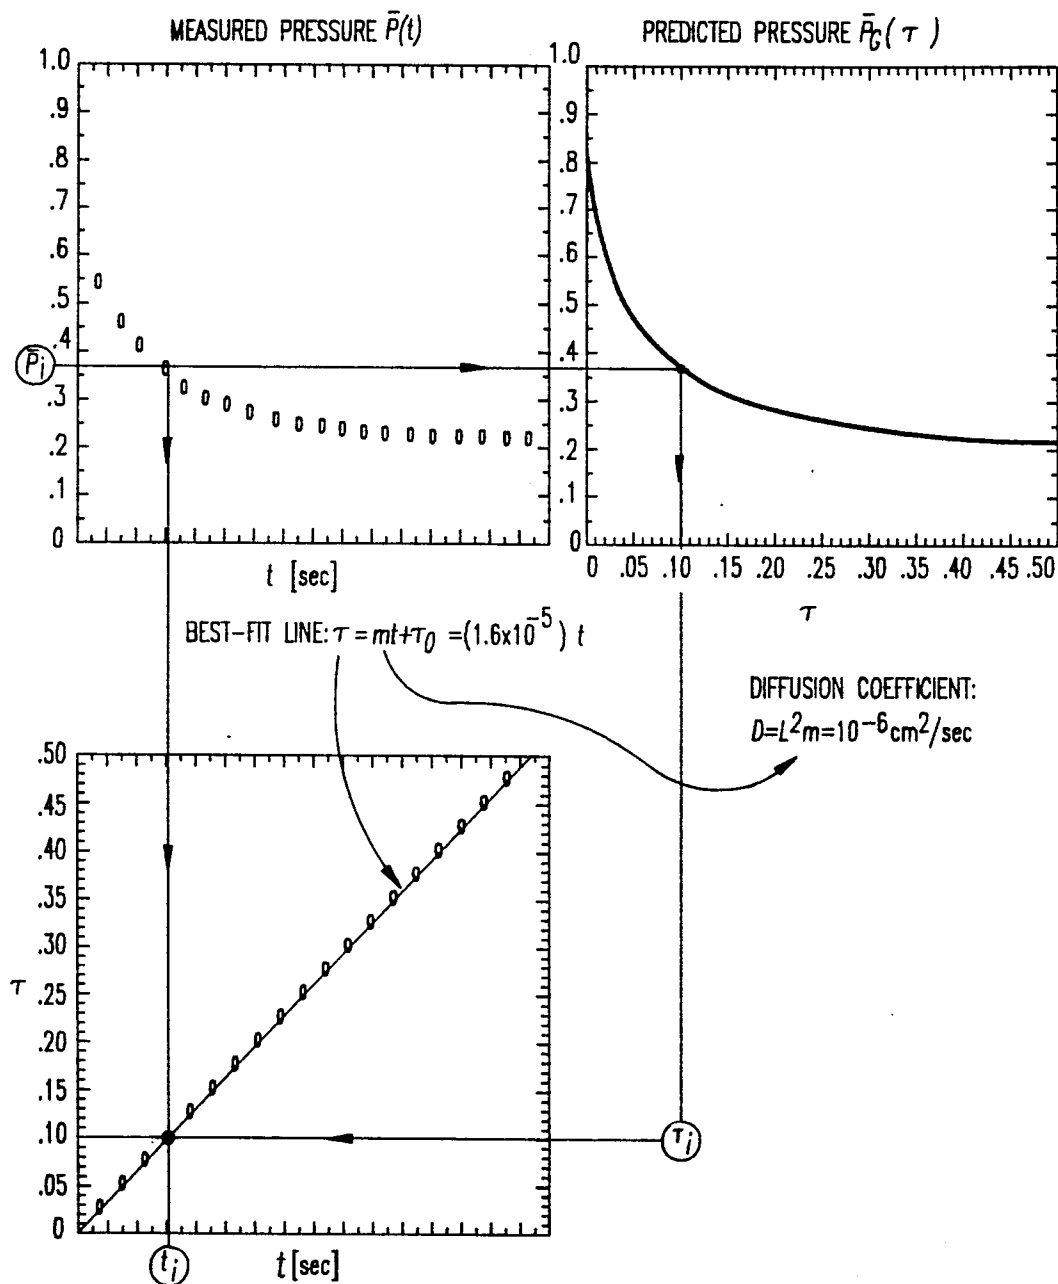 MEASURED PRESSURE P̄(t)
1.0
.9
.8
.7
.6
.5
.4
.3
.2
.1
0
t [sec]
P̄i
PREDICTED PRESSURE P̄G(τ)
1.0
.9
.8
.7
.6
.5
.4
.3
.2
.1
0
0 .05 .10 .15 .20 .25 .30 .35 .40 .45 .50
τ
BEST-FIT LINE: τ = mt+τ0 =(1.6x10^-5) t
DIFFUSION COEFFICIENT:
D=L²m=10^-6 cm²/sec
.50
.45
.40
.35
.30
.25
.20
.15
.10
.05
0
τ
τi
ti
t [sec]